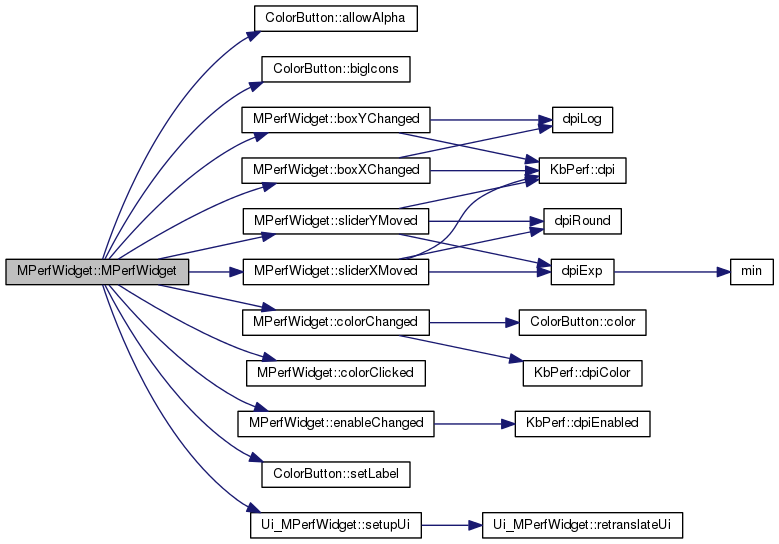 ColorButton::allowAlpha
ColorButton::bigIcons
MPerfWidget::boxYChanged
dpiLog
MPerfWidget::boxXChanged
KbPerf::dpi
MPerfWidget::sliderYMoved
dpiRound
MPerfWidget::MPerfWidget
MPerfWidget::sliderXMoved
dpiExp
min
MPerfWidget::colorChanged
ColorButton::color
MPerfWidget::colorClicked
KbPerf::dpiColor
MPerfWidget::enableChanged
KbPerf::dpiEnabled
ColorButton::setLabel
Ui_MPerfWidget::setupUi
Ui_MPerfWidget::retranslateUi